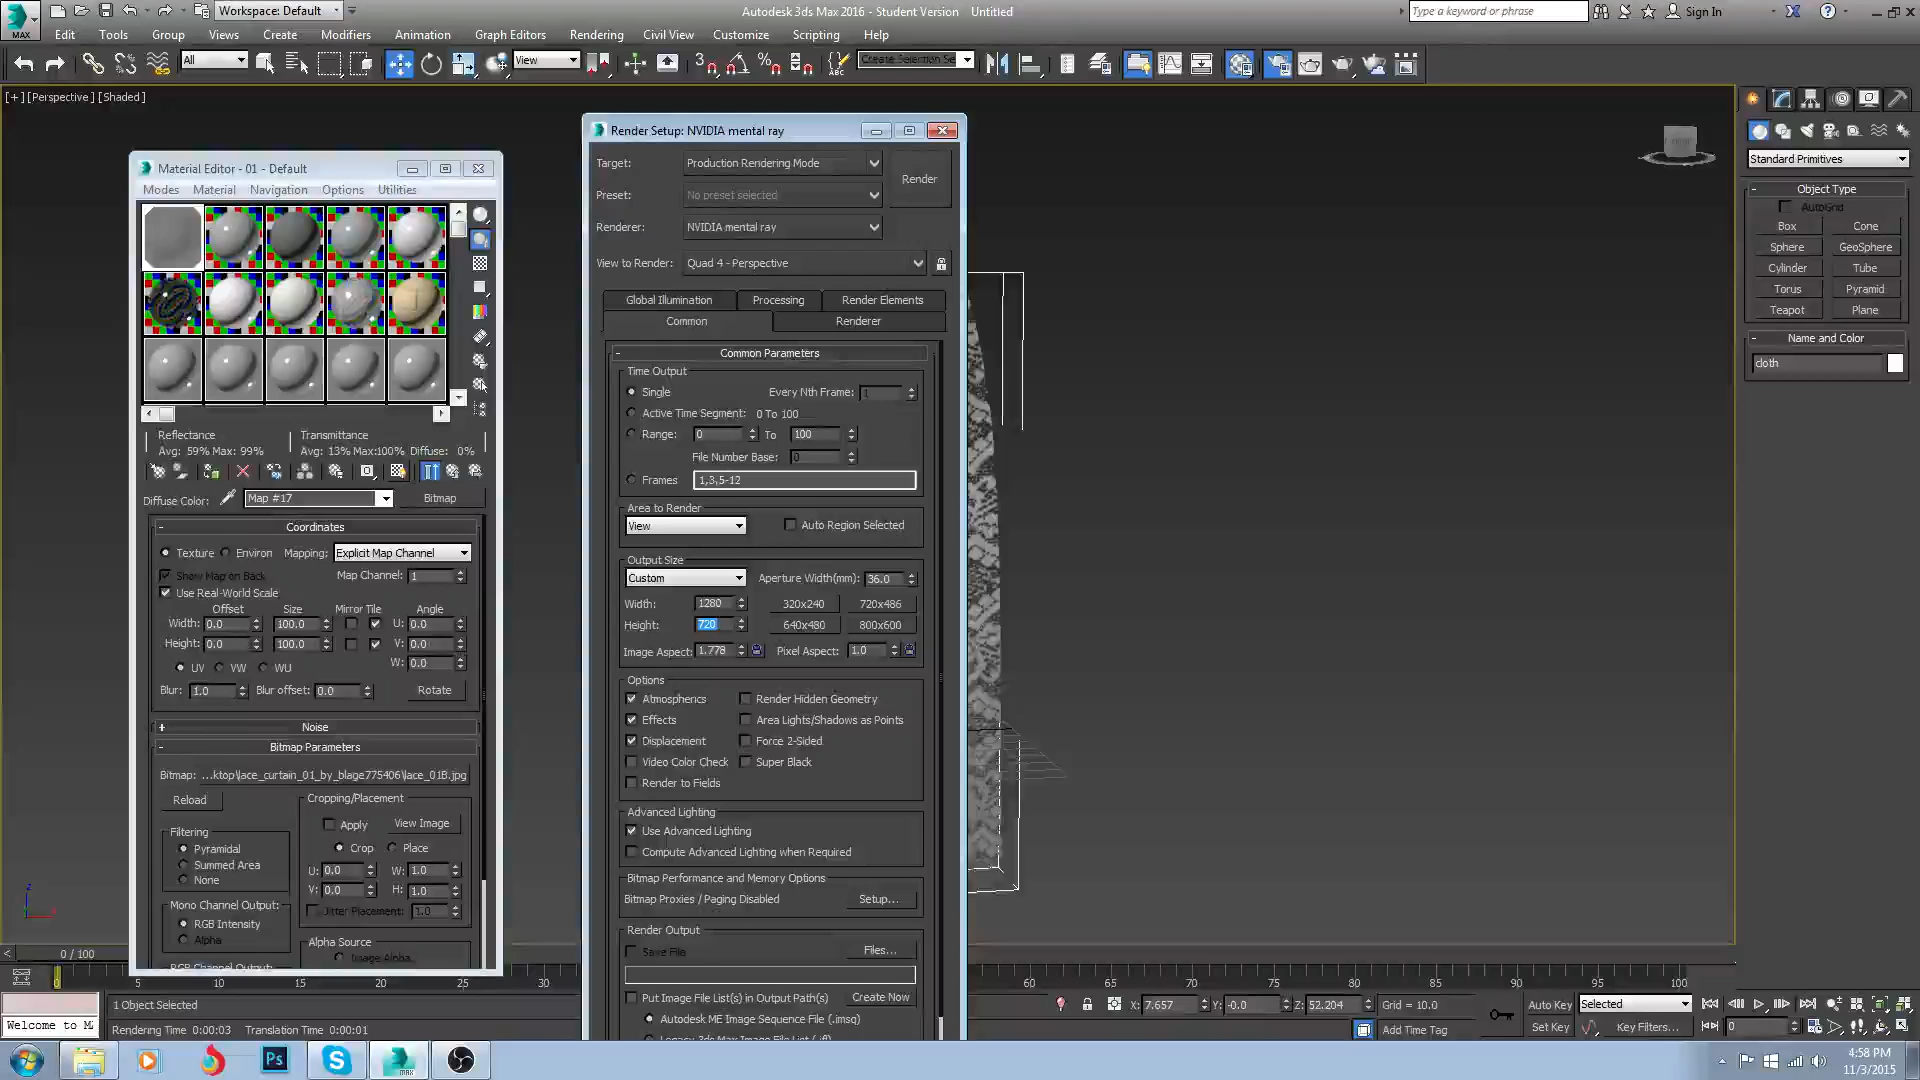 Workspace: Default
Autodesk 3ds Max 2016 - Student Version    Untitled
Type a keyword or phrase
Sign In
MAX
Edit Tools Group Views Create Modifiers Animation Graph Editors Rendering Civil View Customize Scripting Help
All
View
Create Selection Se
[+] [Perspective] [Shaded]
Material Editor - 01 - Default
Modes Material Navigation Options Utilities
Reflectance
Avg: 59% Max: 99%
Transmittance
Avg: 13% Max:100% Diffuse: 0%
Diffuse Color: Map #17 Bitmap
Coordinates
Texture Environ Mapping: Explicit Map Channel
Show Map on Back Map Channel: 1
Use Real-World Scale
Offset Size Mirror Tile Angle
Width: 0.0 100.0 U: 0.0
Height: 0.0 100.0 V: 0.0
UV VW WU W: 0.0
Blur: 1.0 Blur offset: 0.0 Rotate
Noise
Bitmap Parameters
Bitmap: ...ktop\lace_curtain_01_by_blage775406\lace_01B.jpg
Reload
Cropping/Placement
Apply View Image
Crop Place
U: 0.0 W: 1.0
V: 0.0 H: 1.0
Jitter Placement: 1.0
Filtering
Pyramidal
Summed Area
None
Mono Channel Output:
RGB Intensity
Alpha
RGB Channel Output:
Alpha Source
Image Alpha
Render Setup: NVIDIA mental ray
Target: Production Rendering Mode
Render
Preset: No preset selected
Renderer: NVIDIA mental ray
View to Render: Quad 4 - Perspective
Global Illumination Processing Render Elements
Common Renderer
Common Parameters
Time Output
Single Every Nth Frame: 1
Active Time Segment: 0 To 100
Range: 0 To 100
File Number Base: 0
Frames 1,3,5-12
Area to Render
View Auto Region Selected
Output Size
Custom Aperture Width(mm): 36.0
Width: 1280 320x240 720x486
Height: 720 640x480 800x600
Image Aspect: 1.778 Pixel Aspect: 1.0
Options
Atmospherics Render Hidden Geometry
Effects Area Lights/Shadows as Points
Displacement Force 2-Sided
Video Color Check Super Black
Render to Fields
Advanced Lighting
Use Advanced Lighting
Compute Advanced Lighting when Required
Bitmap Performance and Memory Options
Bitmap Proxies / Paging Disabled Setup...
Render Output
Save File Files...
Put Image File List(s) in Output Path(s) Create Now
Autodesk ME Image Sequence File (.imsq)
Legacy 3ds Max Image File List (.ifl)
Standard Primitives
Object Type
AutoGrid
Box Cone
Sphere GeoSphere
Cylinder Tube
Torus Pyramid
Teapot Plane
Name and Color
cloth
0 / 100
5 10 15 20 25 30 60 65 70 75 80 85 90 95 100
1 Object Selected
X: 7.657 Y: -0.0 Z: 52.204 Grid = 10.0
Auto Key Selected
Welcome to M
Rendering Time 0:00:03 Translation Time 0:00:01
Add Time Tag
Set Key Key Filters... 0
Ps
MAX
4:58 PM
11/3/2015